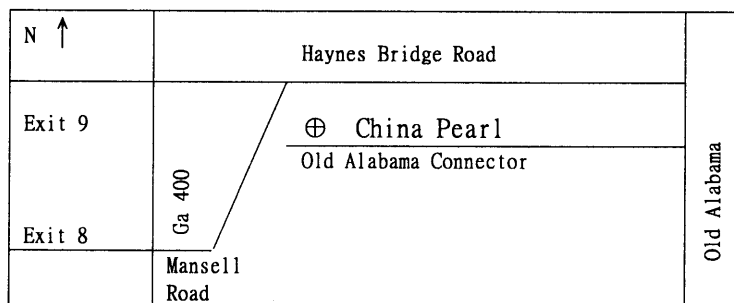 N
Haynes Bridge Road
Exit 9
China Pearl
Old Alabama Connector
Ga 400
Old Alabama
Exit 8
Mansell
Road